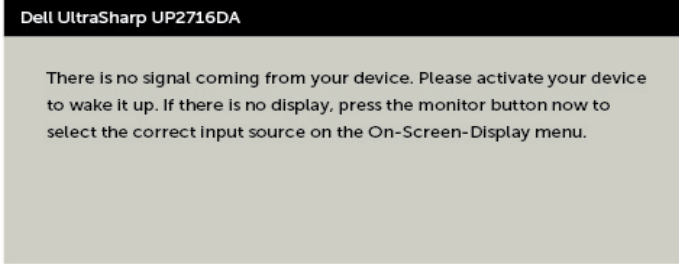 Dell UltraSharp UP2716DA
There is no signal coming from your device. Please activate your device
to wake it up. If there is no display, press the monitor button now to
select the correct input source on the On-Screen-Display menu.